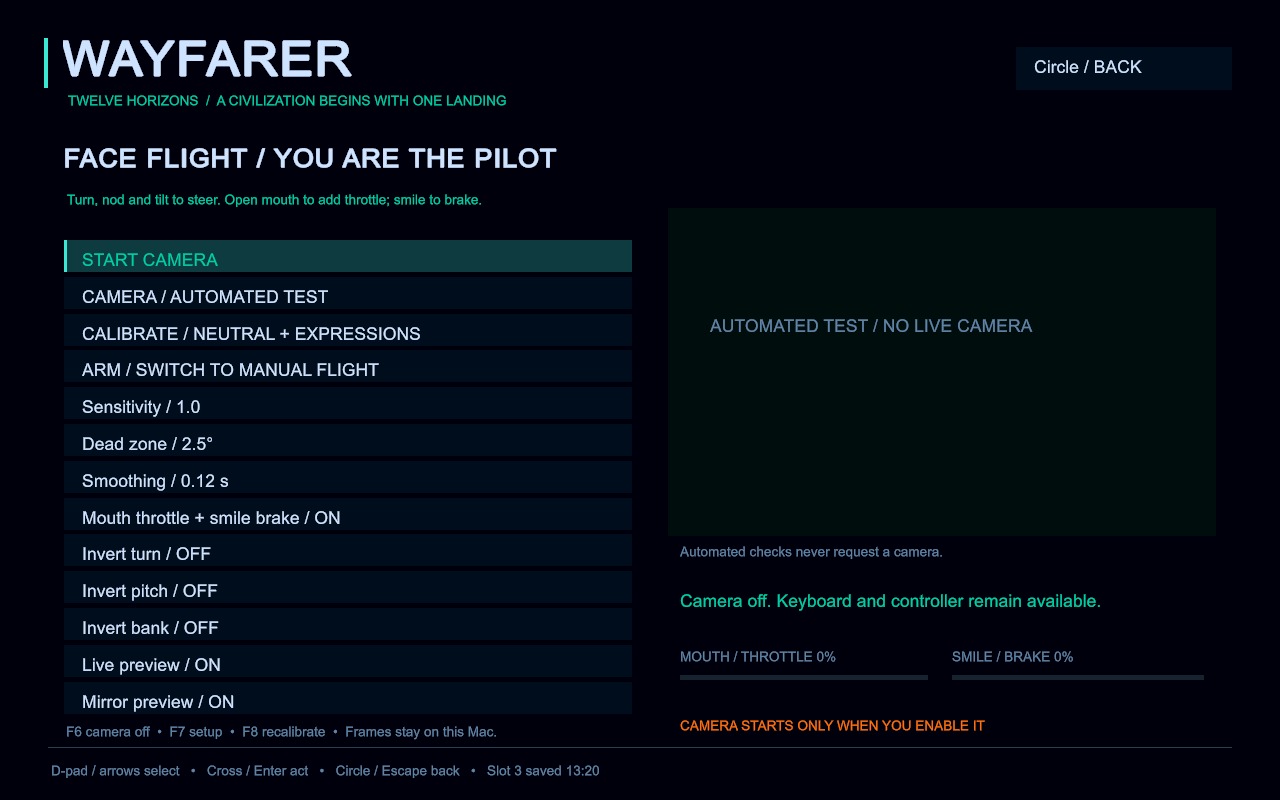 WAYFARER
Circle / BACK
TWELVE HORIZONS / A CIVILIZATION BEGINS WITH ONE LANDING
FACE FLIGHT / YOU ARE THE PILOT
Turn, nod and tilt to steer. Open mouth to add throttle; smile to brake.
START CAMERA
CAMERA / AUTOMATED TEST
CALIBRATE / NEUTRAL + EXPRESSIONS
ARM / SWITCH TO MANUAL FLIGHT
Sensitivity / 1.0
Dead zone / 2.5°
Smoothing / 0.12 s
Mouth throttle + smile brake / ON
Invert turn / OFF
Invert pitch / OFF
Invert bank / OFF
Live preview / ON
Mirror preview / ON
F6 camera off • F7 setup • F8 recalibrate • Frames stay on this Mac.
AUTOMATED TEST / NO LIVE CAMERA
Automated checks never request a camera.
Camera off. Keyboard and controller remain available.
MOUTH / THROTTLE 0%
SMILE / BRAKE 0%
CAMERA STARTS ONLY WHEN YOU ENABLE IT
D-pad / arrows select • Cross / Enter act • Circle / Escape back • Slot 3 saved 13:20